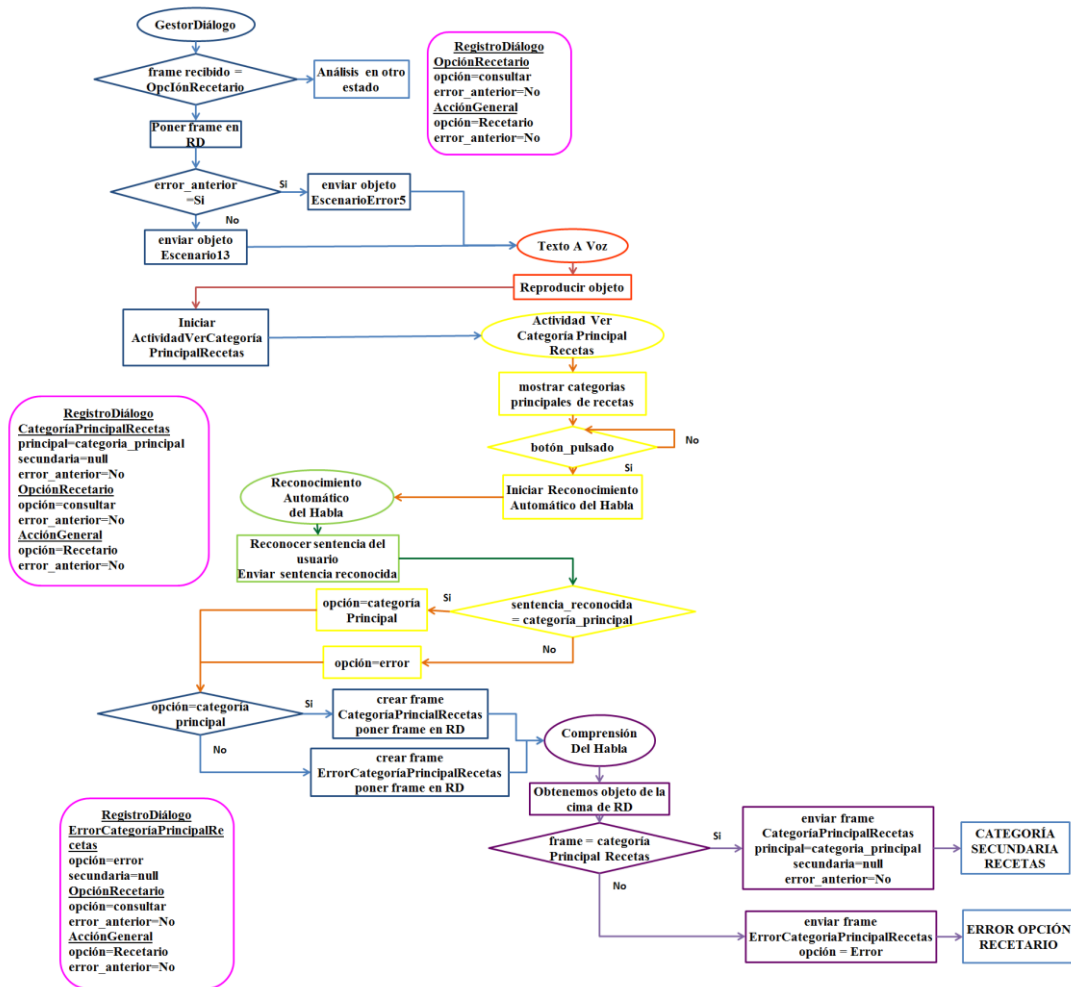 GestorDiálogo
frame recibido =
OpcIónRecetario
Análisis en otro
estado
RegistroDiálogo
OpciónRecetario
opción=consultar
error_anterior=No
AcciónGeneral
opción=Recetario
error_anterior=No
Poner frame en
RD
error_anterior
=Si
Si
enviar objeto
EscenarioError5
No
enviar objeto
Escenario13
Texto A Voz
Reproducir objeto
Iniciar
ActividadVerCategoría
PrincipalRecetas
Actividad Ver
Categoría Principal
Recetas
mostrar categorias
principales de recetas
botón_pulsado
No
Si
Iniciar Reconocimiento
Automático del Habla
RegistroDiálogo
CategoríaPrincipalRecetas
principal=categoria_principal
secundaria=null
error_anterior=No
OpciónRecetario
opción=consultar
error_anterior=No
AcciónGeneral
opción=Recetario
error_anterior=No
Reconocimiento
Automático
del Habla
Reconocer sentencia del
usuario
Enviar sentencia reconocida
sentencia_reconocida
= categoría_principal
Si
opción=categoría
Principal
No
opción=error
opción=categoría
principal
Si
crear frame
CategoríaPrincialRecetas
poner frame en RD
No
crear frame
ErrorCategoríaPrincipalRecetas
poner frame en RD
Comprensión
Del Habla
Obtenemos objeto de la
cima de RD
frame = categoría
Principal Recetas
Si
enviar frame
CategoríaPrincipalRecetas
principal=categoria_principal
secundaria=null
error_anterior=No
CATEGORÍA
SECUNDARIA
RECETAS
No
enviar frame
ErrorCategoriaPrincipalRecetas
opción = Error
ERROR OPCIÓN
RECETARIO
RegistroDiálogo
ErrorCategoríaPrincipalRe
cetas
opción=error
secundaria=null
OpciónRecetario
opción=consultar
error_anterior=No
AcciónGeneral
opción=Recetario
error_anterior=No